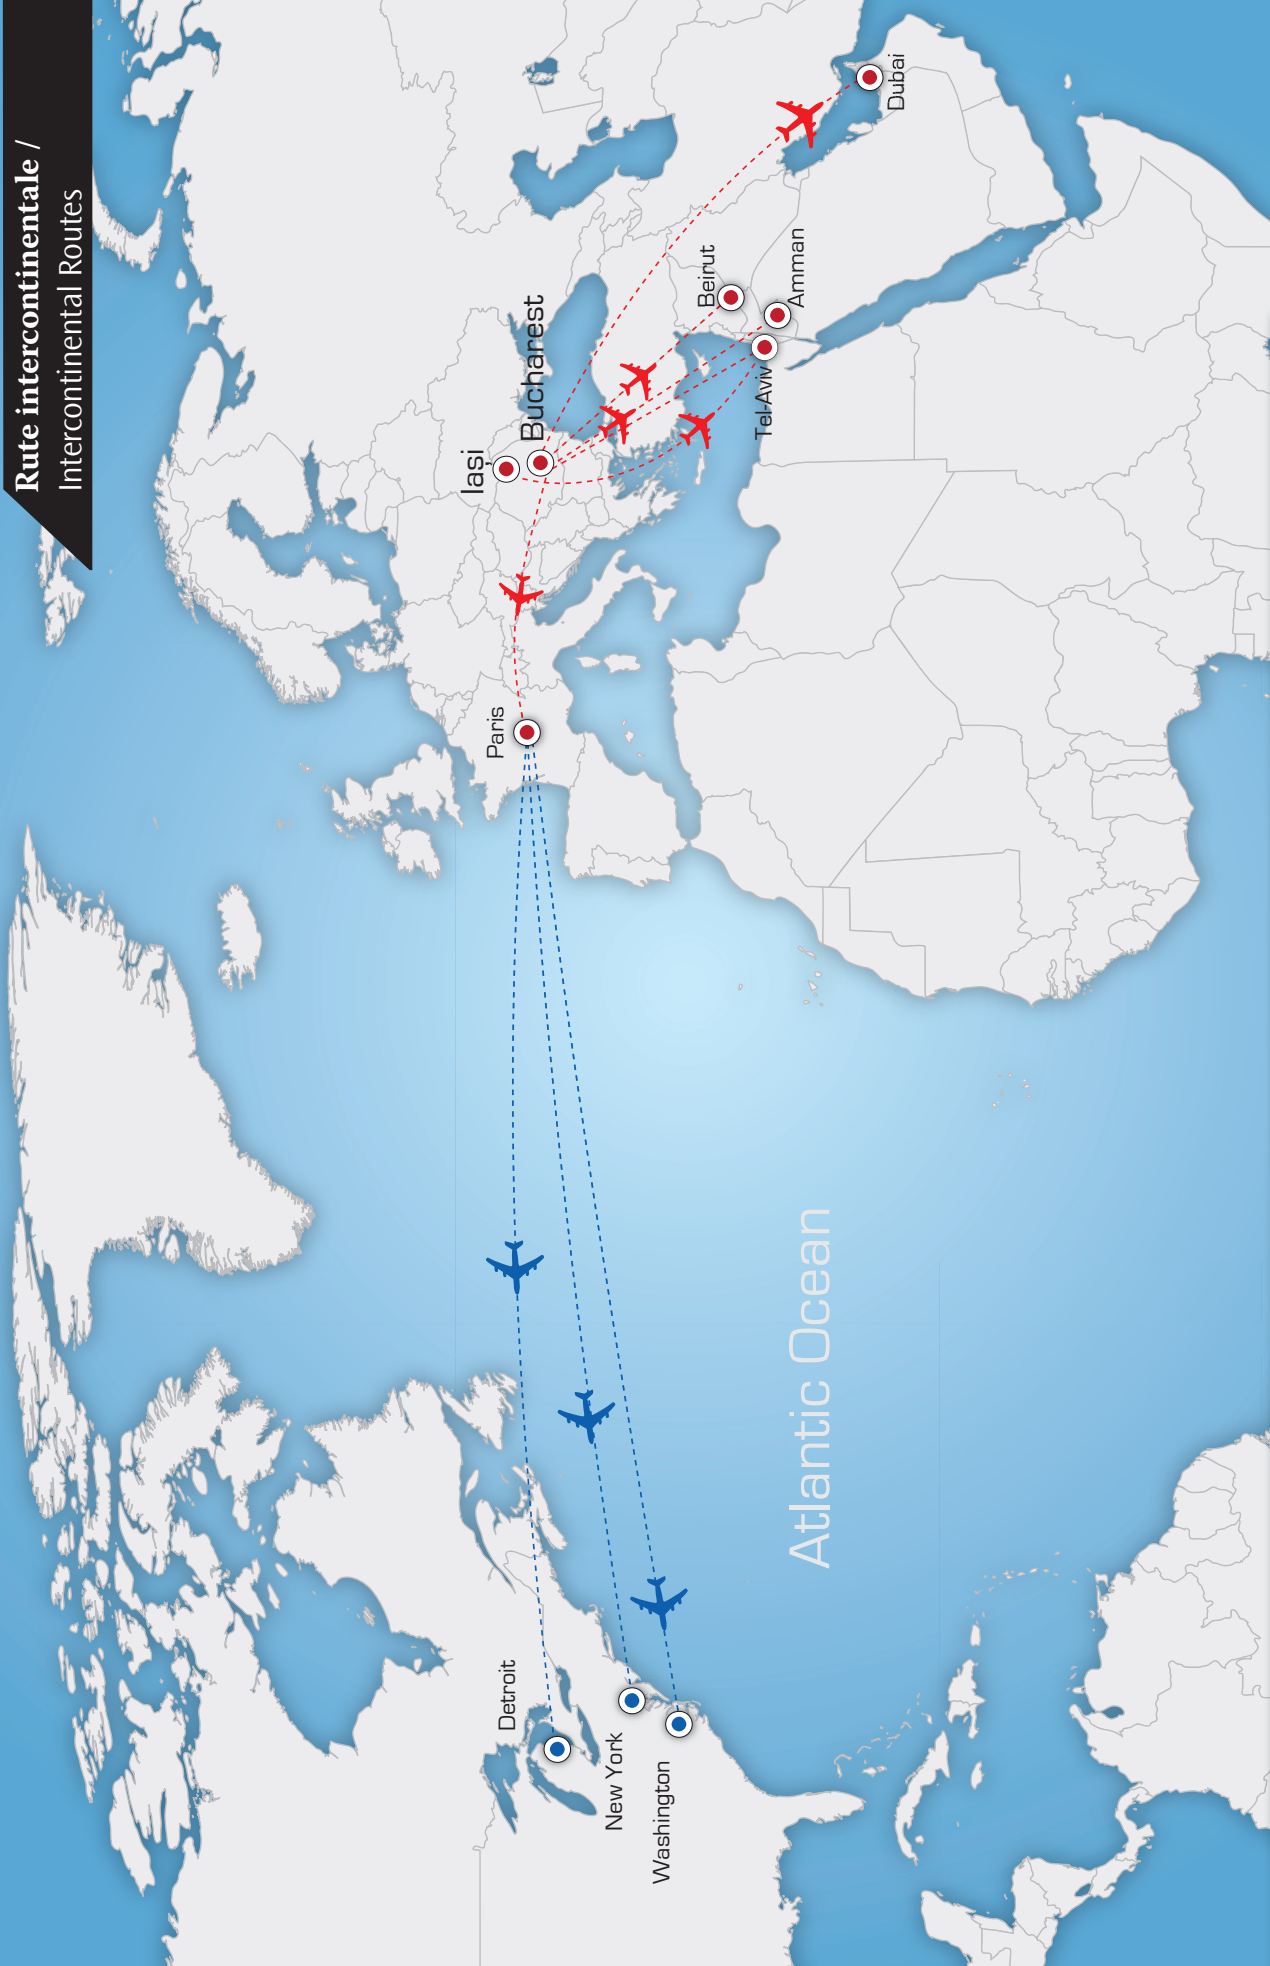 Rute intercontinentale /
Intercontinental Routes
Detroit
New York
Washington
Atlantic Ocean
Paris
Iasi
Bucharest
Tel-Aviv
Beirut
Amman
Dubai